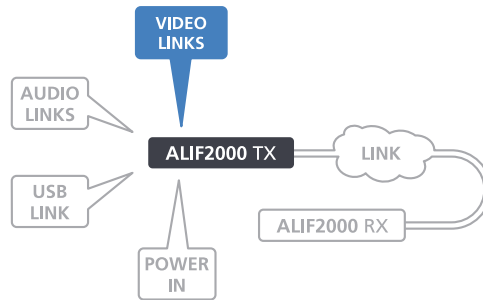 VIDEO
LINKS
AUDIO
LINKS
ALIF2000 TX
LINK
USB
LINK
ALIF2000 RX
POWER
IN